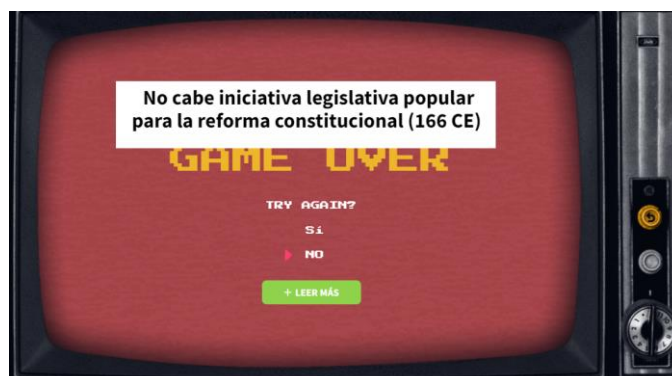 No cabe iniciativa legislativa popular
para la reforma constitucional (166 CE)
GAME OVER
TRY AGAIN?
Sí
NO
+ LEER MÁS